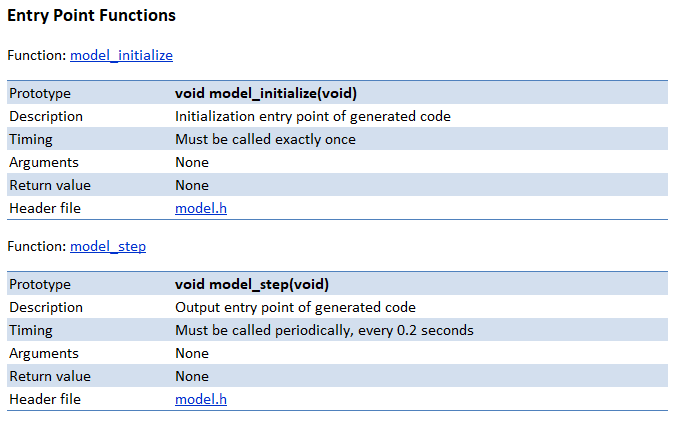 Entry Point Functions
Function: model_initialize
Prototype void model_initialize(void)
Description Initialization entry point of generated code
Timing Must be called exactly once
Arguments None
Return value None
Header file model.h
Function: model_step
Prototype void model_step(void)
Description Output entry point of generated code
Timing Must be called periodically, every 0.2 seconds
Arguments None
Return value None
Header file model.h